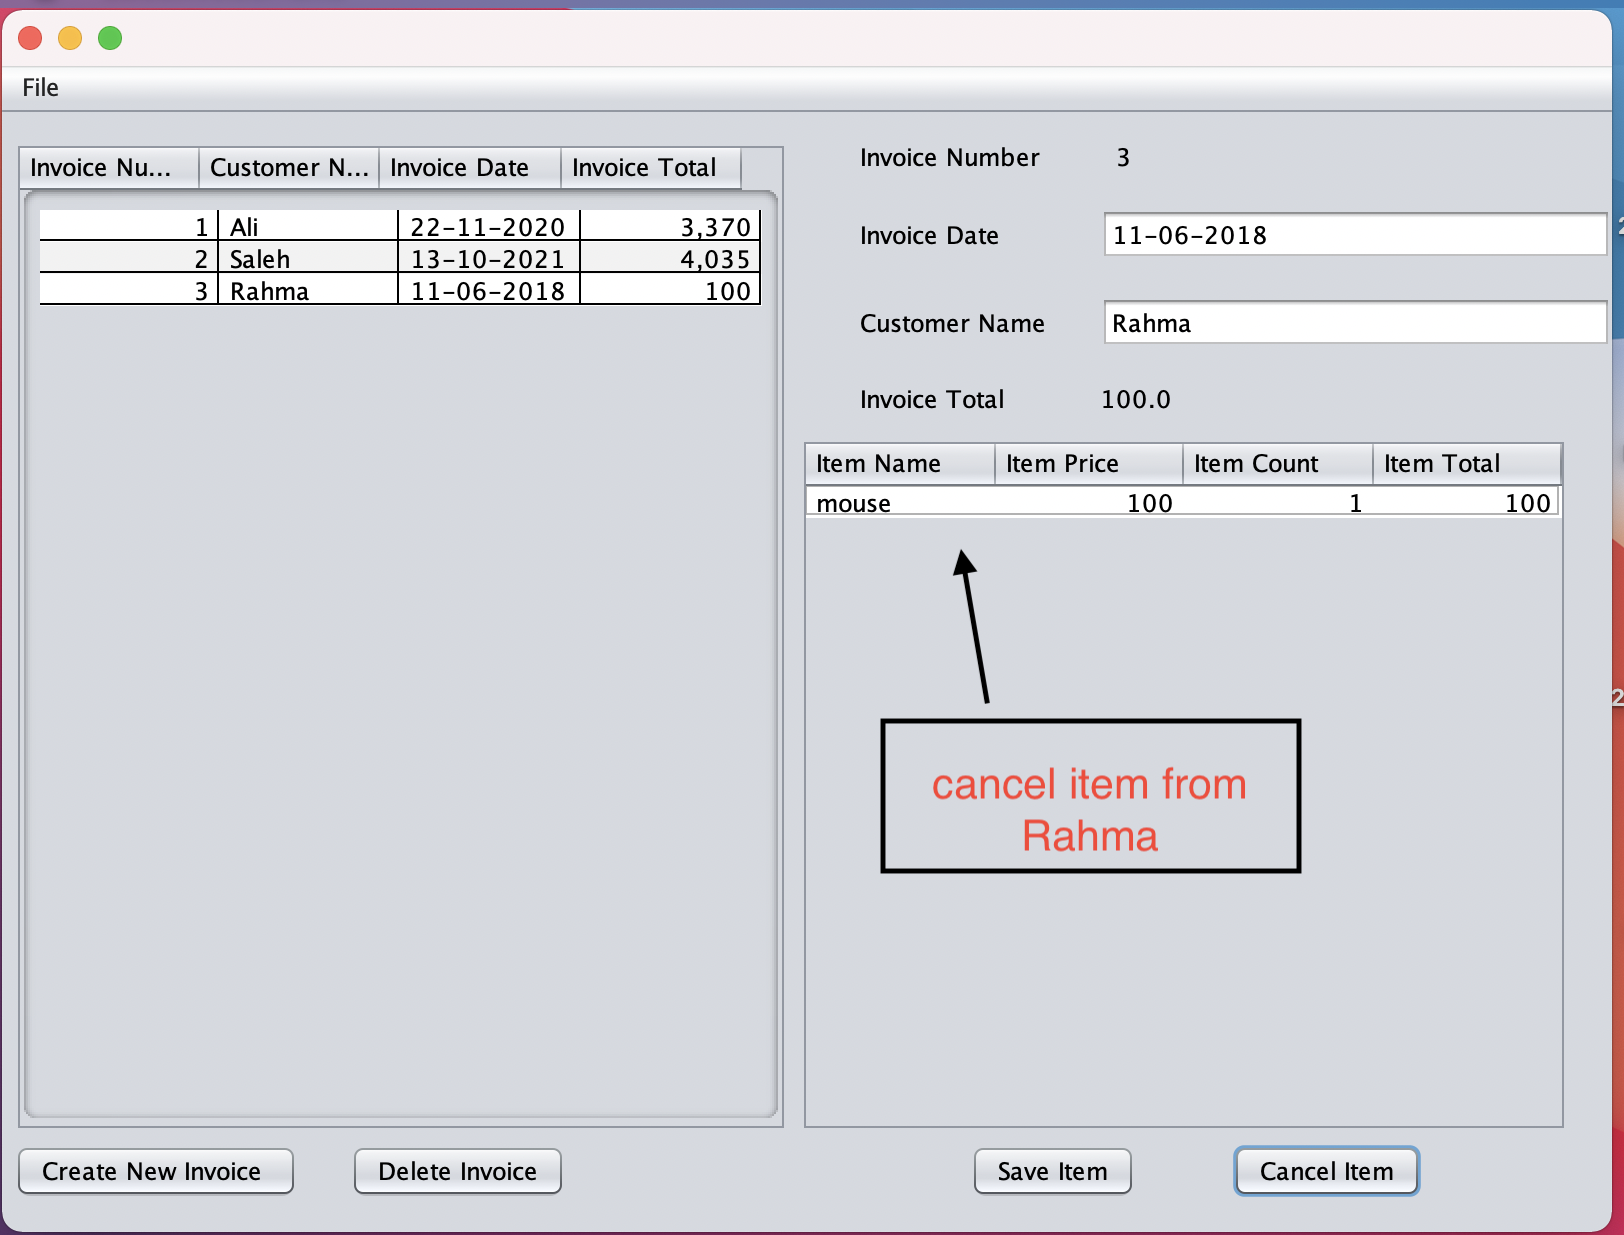 File
Invoice Nu... Customer N... Invoice Date Invoice Total
1 Ali 22-11-2020 3,370
2 Saleh 13-10-2021 4,035
3 Rahma 11-06-2018 100
Invoice Number 3
Invoice Date 11-06-2018
Customer Name Rahma
Invoice Total 100.0
Item Name Item Price Item Count Item Total
mouse 100 1 100
cancel item from
Rahma
Create New Invoice Delete Invoice Save Item Cancel Item
2
2